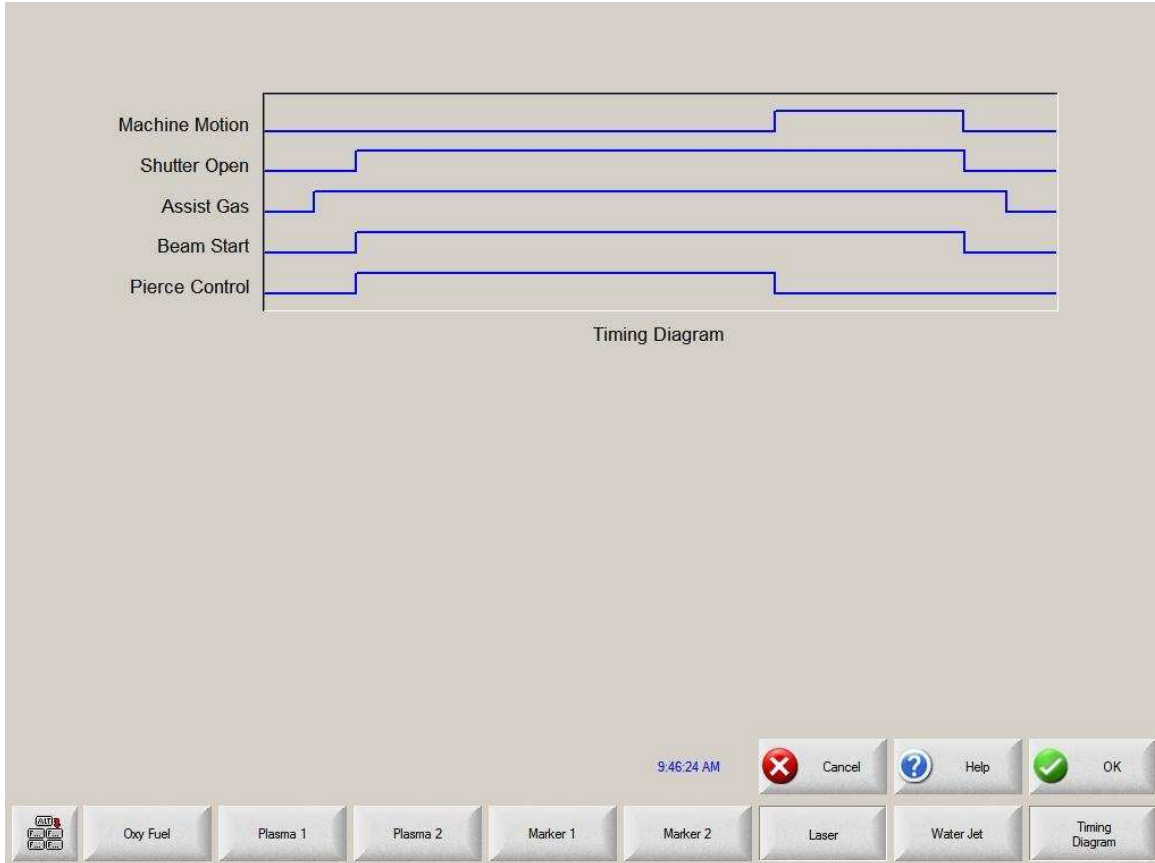 Machine Motion
Shutter Open
Assist Gas
Beam Start
Pierce Control
Timing Diagram
9:46:24 AM
Cancel
Help
OK
ALT
F... F...
F... F...
Oxy Fuel
Plasma 1
Plasma 2
Marker 1
Marker 2
Laser
Water Jet
Timing
Diagram